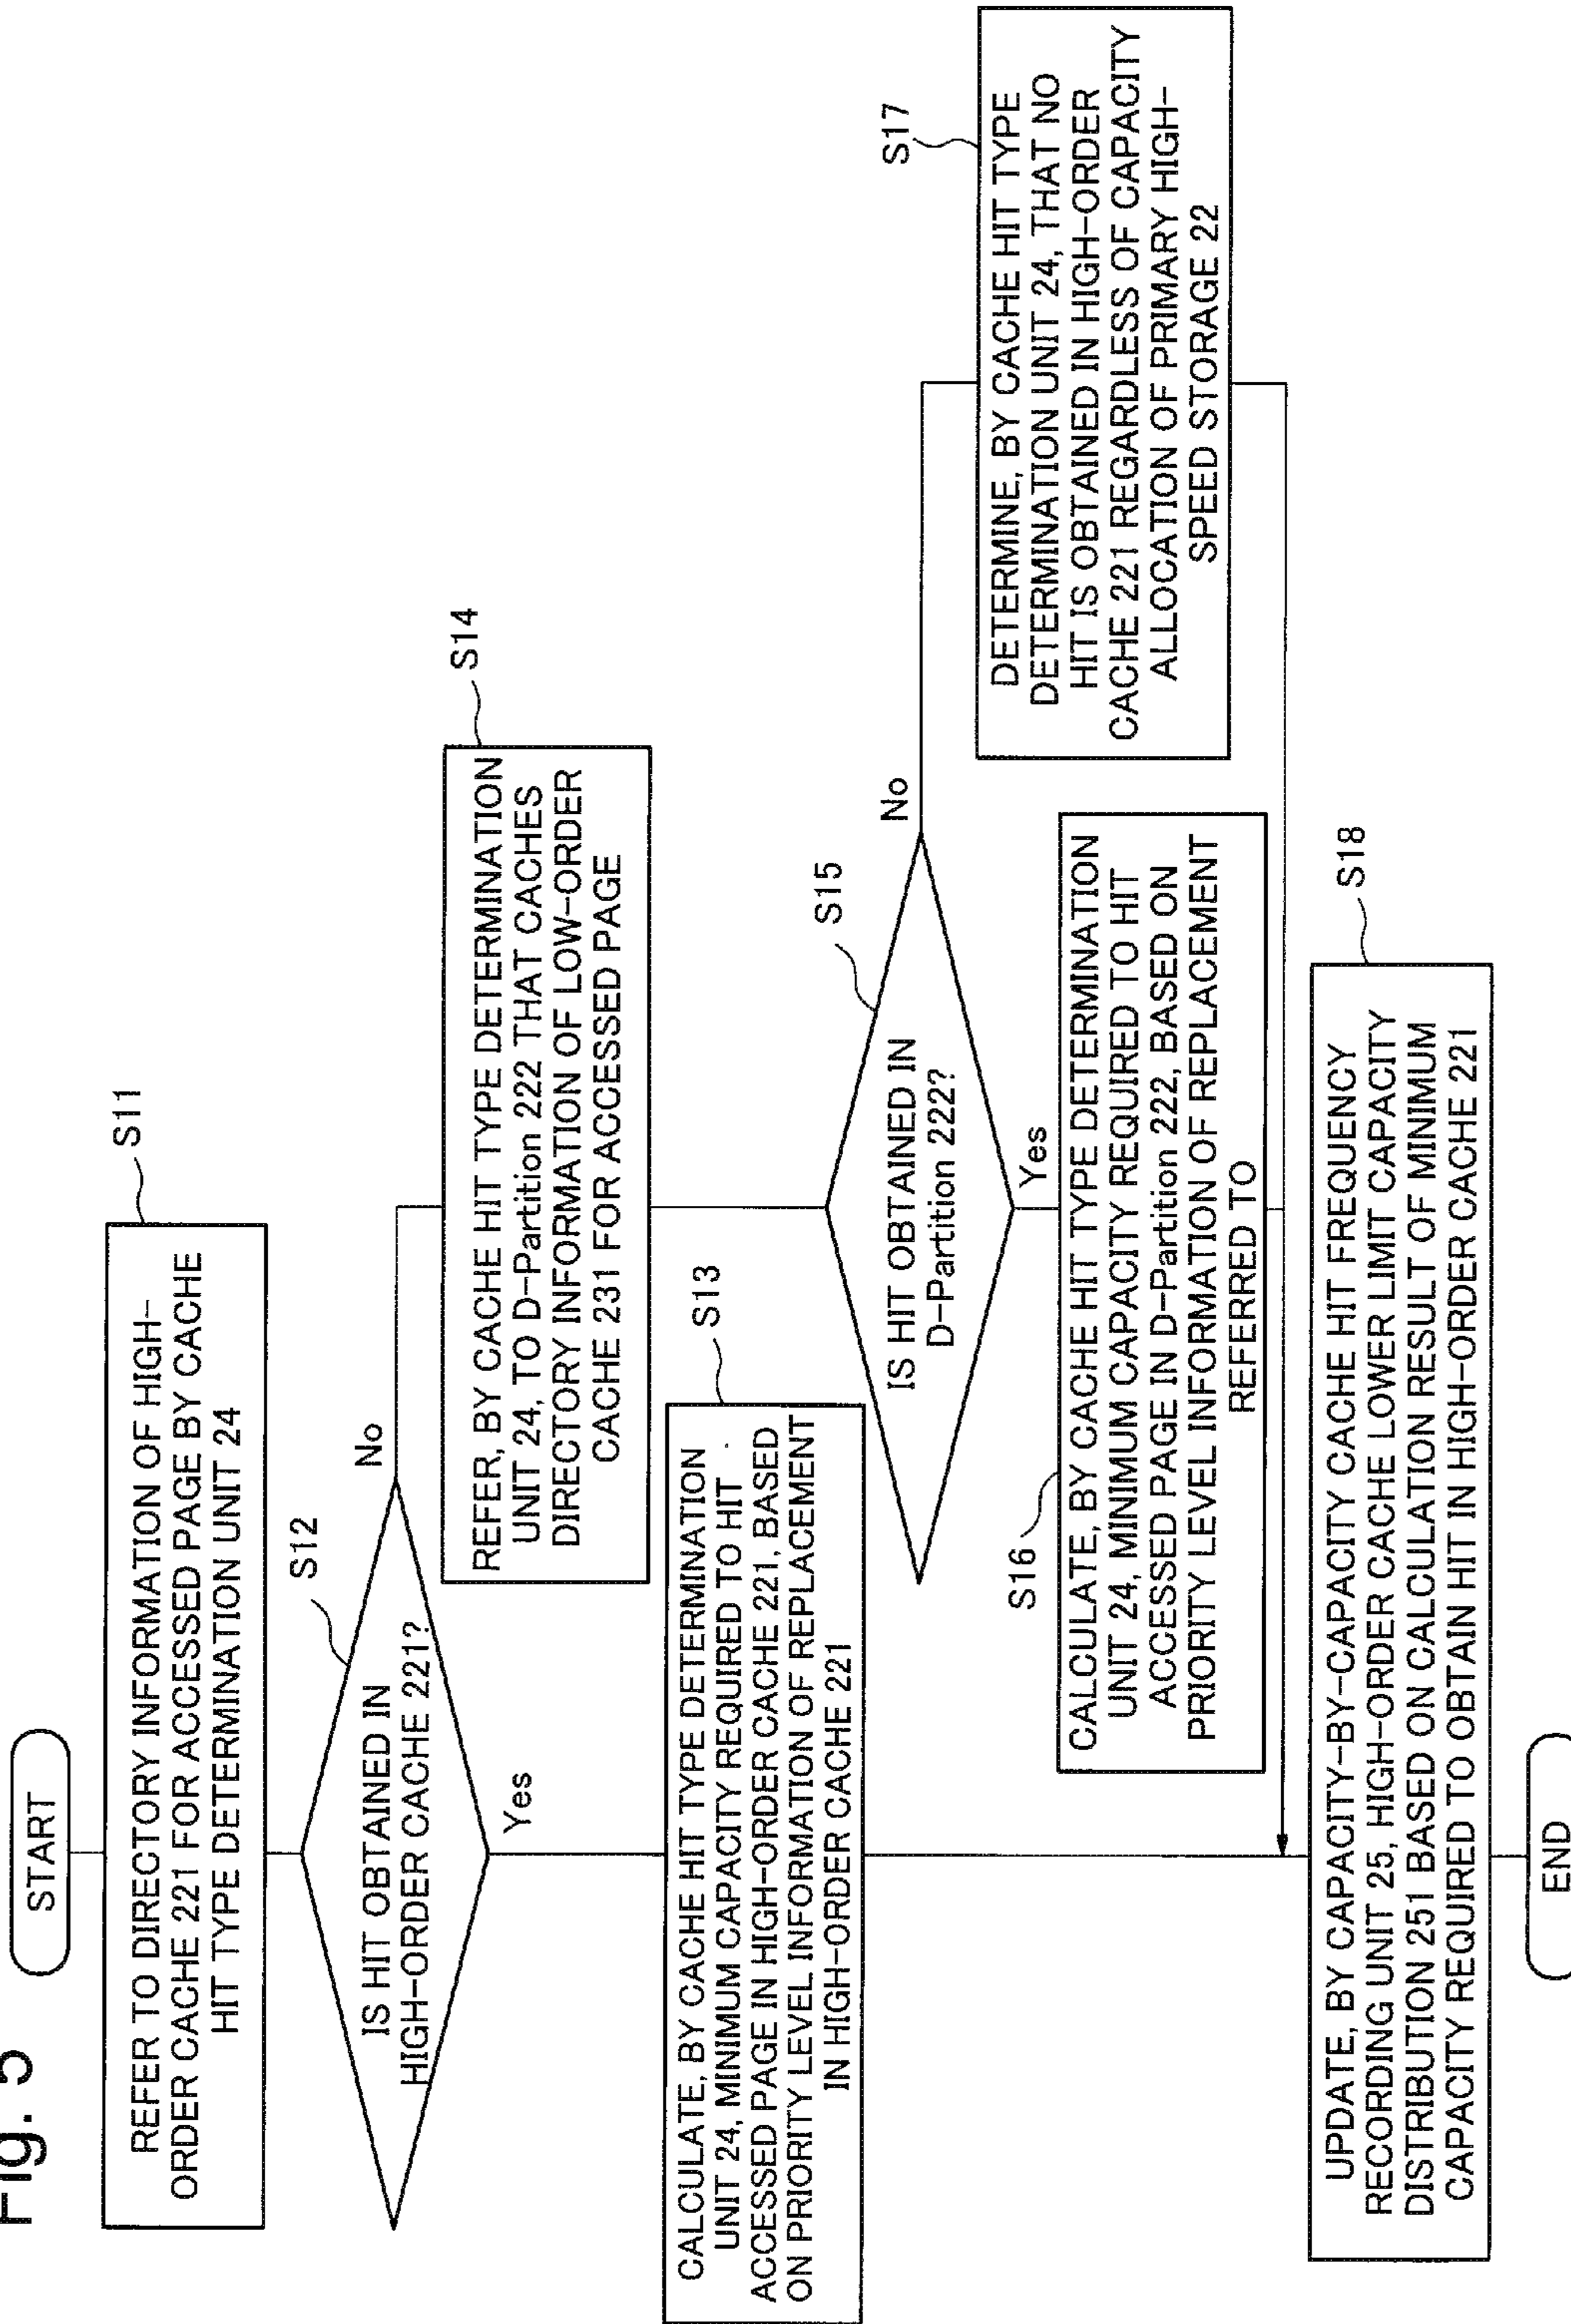 Fig. 5
START
S11
REFER TO DIRECTORY INFORMATION OF HIGH-
ORDER CACHE 221 FOR ACCESSED PAGE BY CACHE
HIT TYPE DETERMINATION UNIT 24
S12
IS HIT OBTAINED IN
HIGH-ORDER CACHE 221?
No
Yes
S14
REFER, BY CACHE HIT TYPE DETERMINATION
UNIT 24, TO D-Partition 222 THAT CACHES
DIRECTORY INFORMATION OF LOW-ORDER
CACHE 231 FOR ACCESSED PAGE
S13
CALCULATE, BY CACHE HIT TYPE DETERMINATION
UNIT 24, MINIMUM CAPACITY REQUIRED TO HIT
ACCESSED PAGE IN HIGH-ORDER CACHE 221, BASED
ON PRIORITY LEVEL INFORMATION OF REPLACEMENT
IN HIGH-ORDER CACHE 221
S15
IS HIT OBTAINED IN
D-Partition 222?
No
Yes
S17
DETERMINE, BY CACHE HIT TYPE
DETERMINATION UNIT 24, THAT NO
HIT IS OBTAINED IN HIGH-ORDER
CACHE 221 REGARDLESS OF CAPACITY
ALLOCATION OF PRIMARY HIGH-
SPEED STORAGE 22
S16
CALCULATE, BY CACHE HIT TYPE DETERMINATION
UNIT 24, MINIMUM CAPACITY REQUIRED TO HIT
ACCESSED PAGE IN D-Partition 222, BASED ON
PRIORITY LEVEL INFORMATION OF REPLACEMENT
REFERRED TO
S18
UPDATE, BY CAPACITY-BY-CAPACITY CACHE HIT FREQUENCY
RECORDING UNIT 25, HIGH-ORDER CACHE LOWER LIMIT CAPACITY
DISTRIBUTION 251 BASED ON CALCULATION RESULT OF MINIMUM
CAPACITY REQUIRED TO OBTAIN HIT IN HIGH-ORDER CACHE 221
END